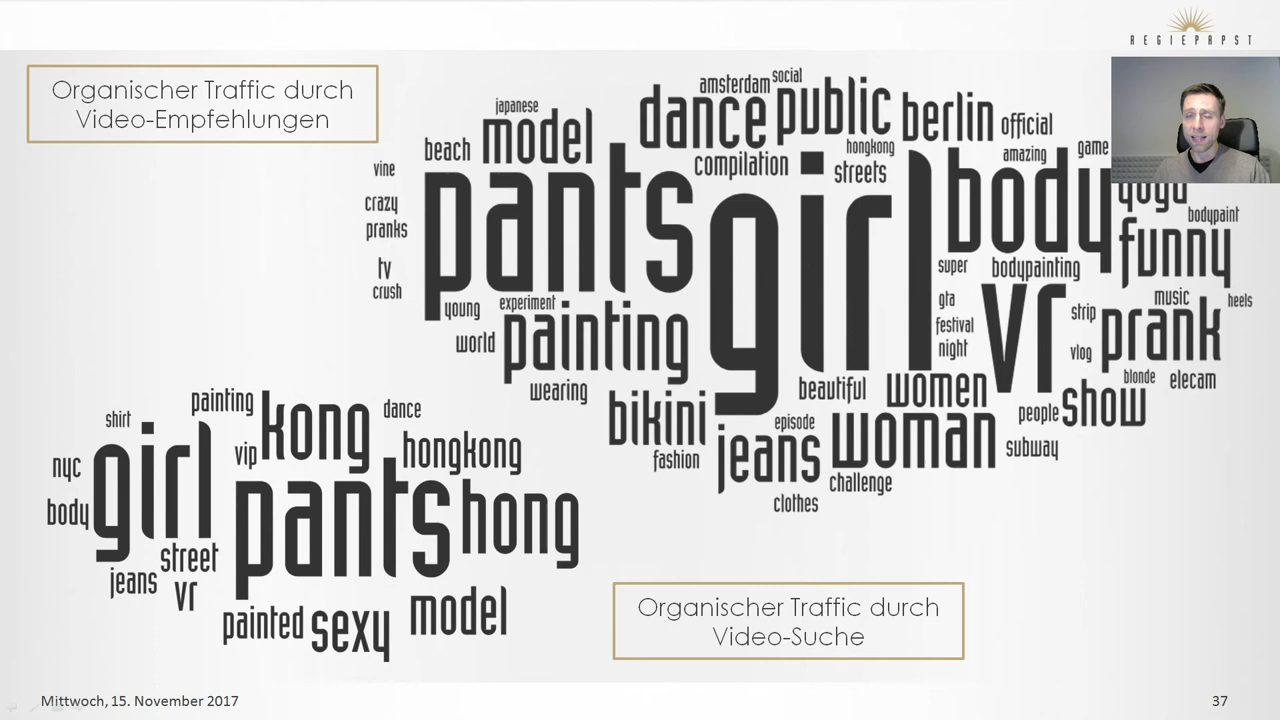 REGIEPAPST
Organischer Traffic durch
Video-Empfehlungen
japanese
amsterdam
social
beach
model
dance
public
berlin
official
vine
compilation
hongkong
streets
amazing
game
crazy
pants
girl
body
yoga
pranks
bodypaint
funny
tv
crush
super
bodypainting
young
experiment
gta
vr
music
heels
world
painting
festival
strip
prank
night
vlog
wearing
beautiful
women
blonde
elecam
bikini
episode
people
show
fashion
jeans
woman
subway
challenge
clothes
shirt
painting
kong
dance
nyc
girl
vip
hongkong
body
pants
hong
street
jeans
vr
painted
sexy
model
Organischer Traffic durch
Video-Suche
Mittwoch, 15. November 2017
37